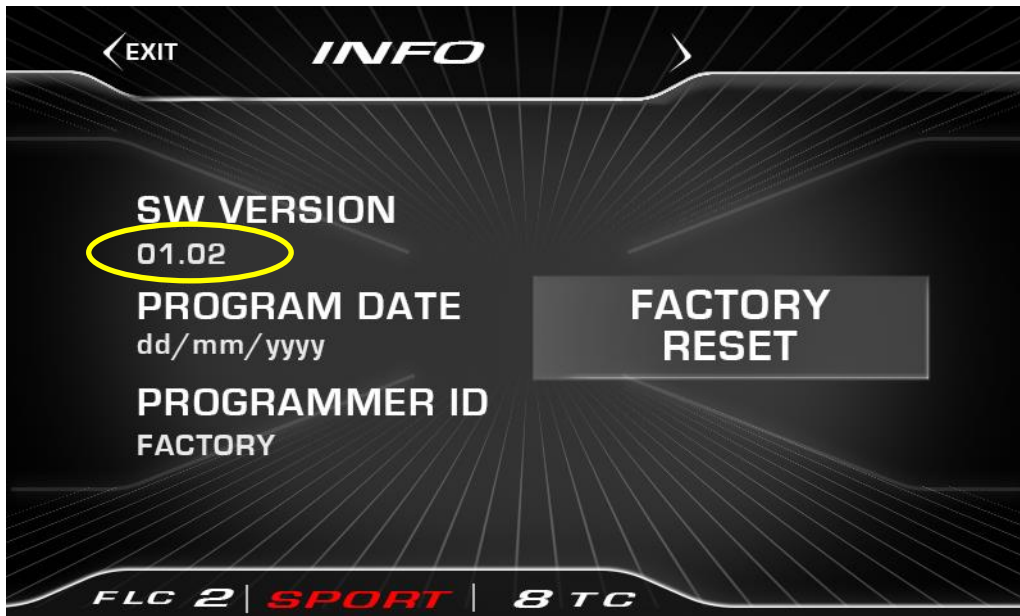 EXIT INFO
SW VERSION
01.02
PROGRAM DATE
dd/mm/yyyy
PROGRAMMER ID
FACTORY
FACTORY
RESET
FLC 2 | SPORT | 8 TC